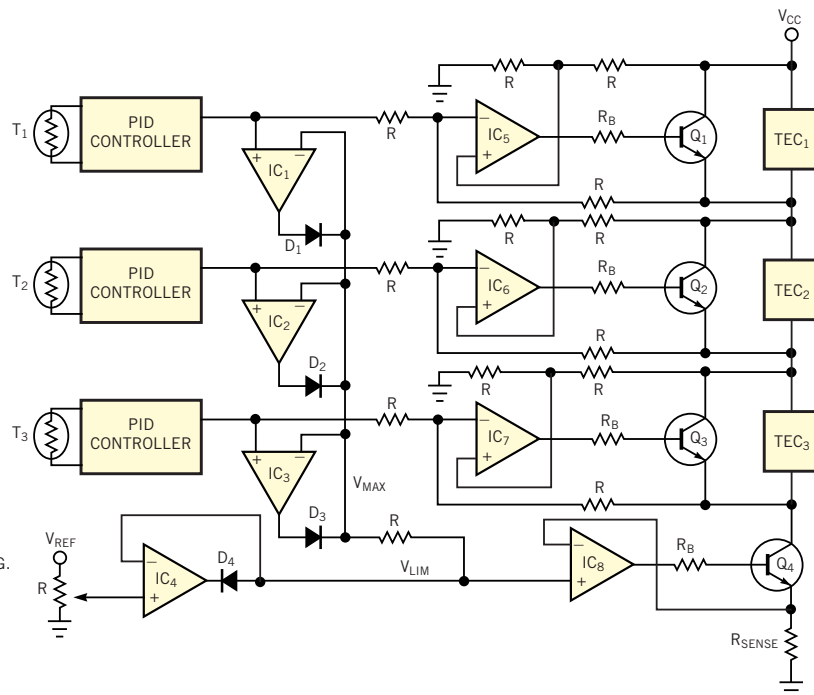 VCC
R
R
T1
PID
CONTROLLER
R
−
IC5
+
RB
Q1
TEC1
+
−
IC1
D1
R
R
R
T2
PID
CONTROLLER
R
−
IC6
+
RB
Q2
TEC2
+
−
IC2
D2
R
R
R
T3
PID
CONTROLLER
R
−
IC7
+
RB
Q3
TEC3
+
−
IC3
R
VMAX
D3
R
VREF
G.
R
−
IC4
+
D4
VLIM
−
IC8
+
RB
Q4
RSENSE